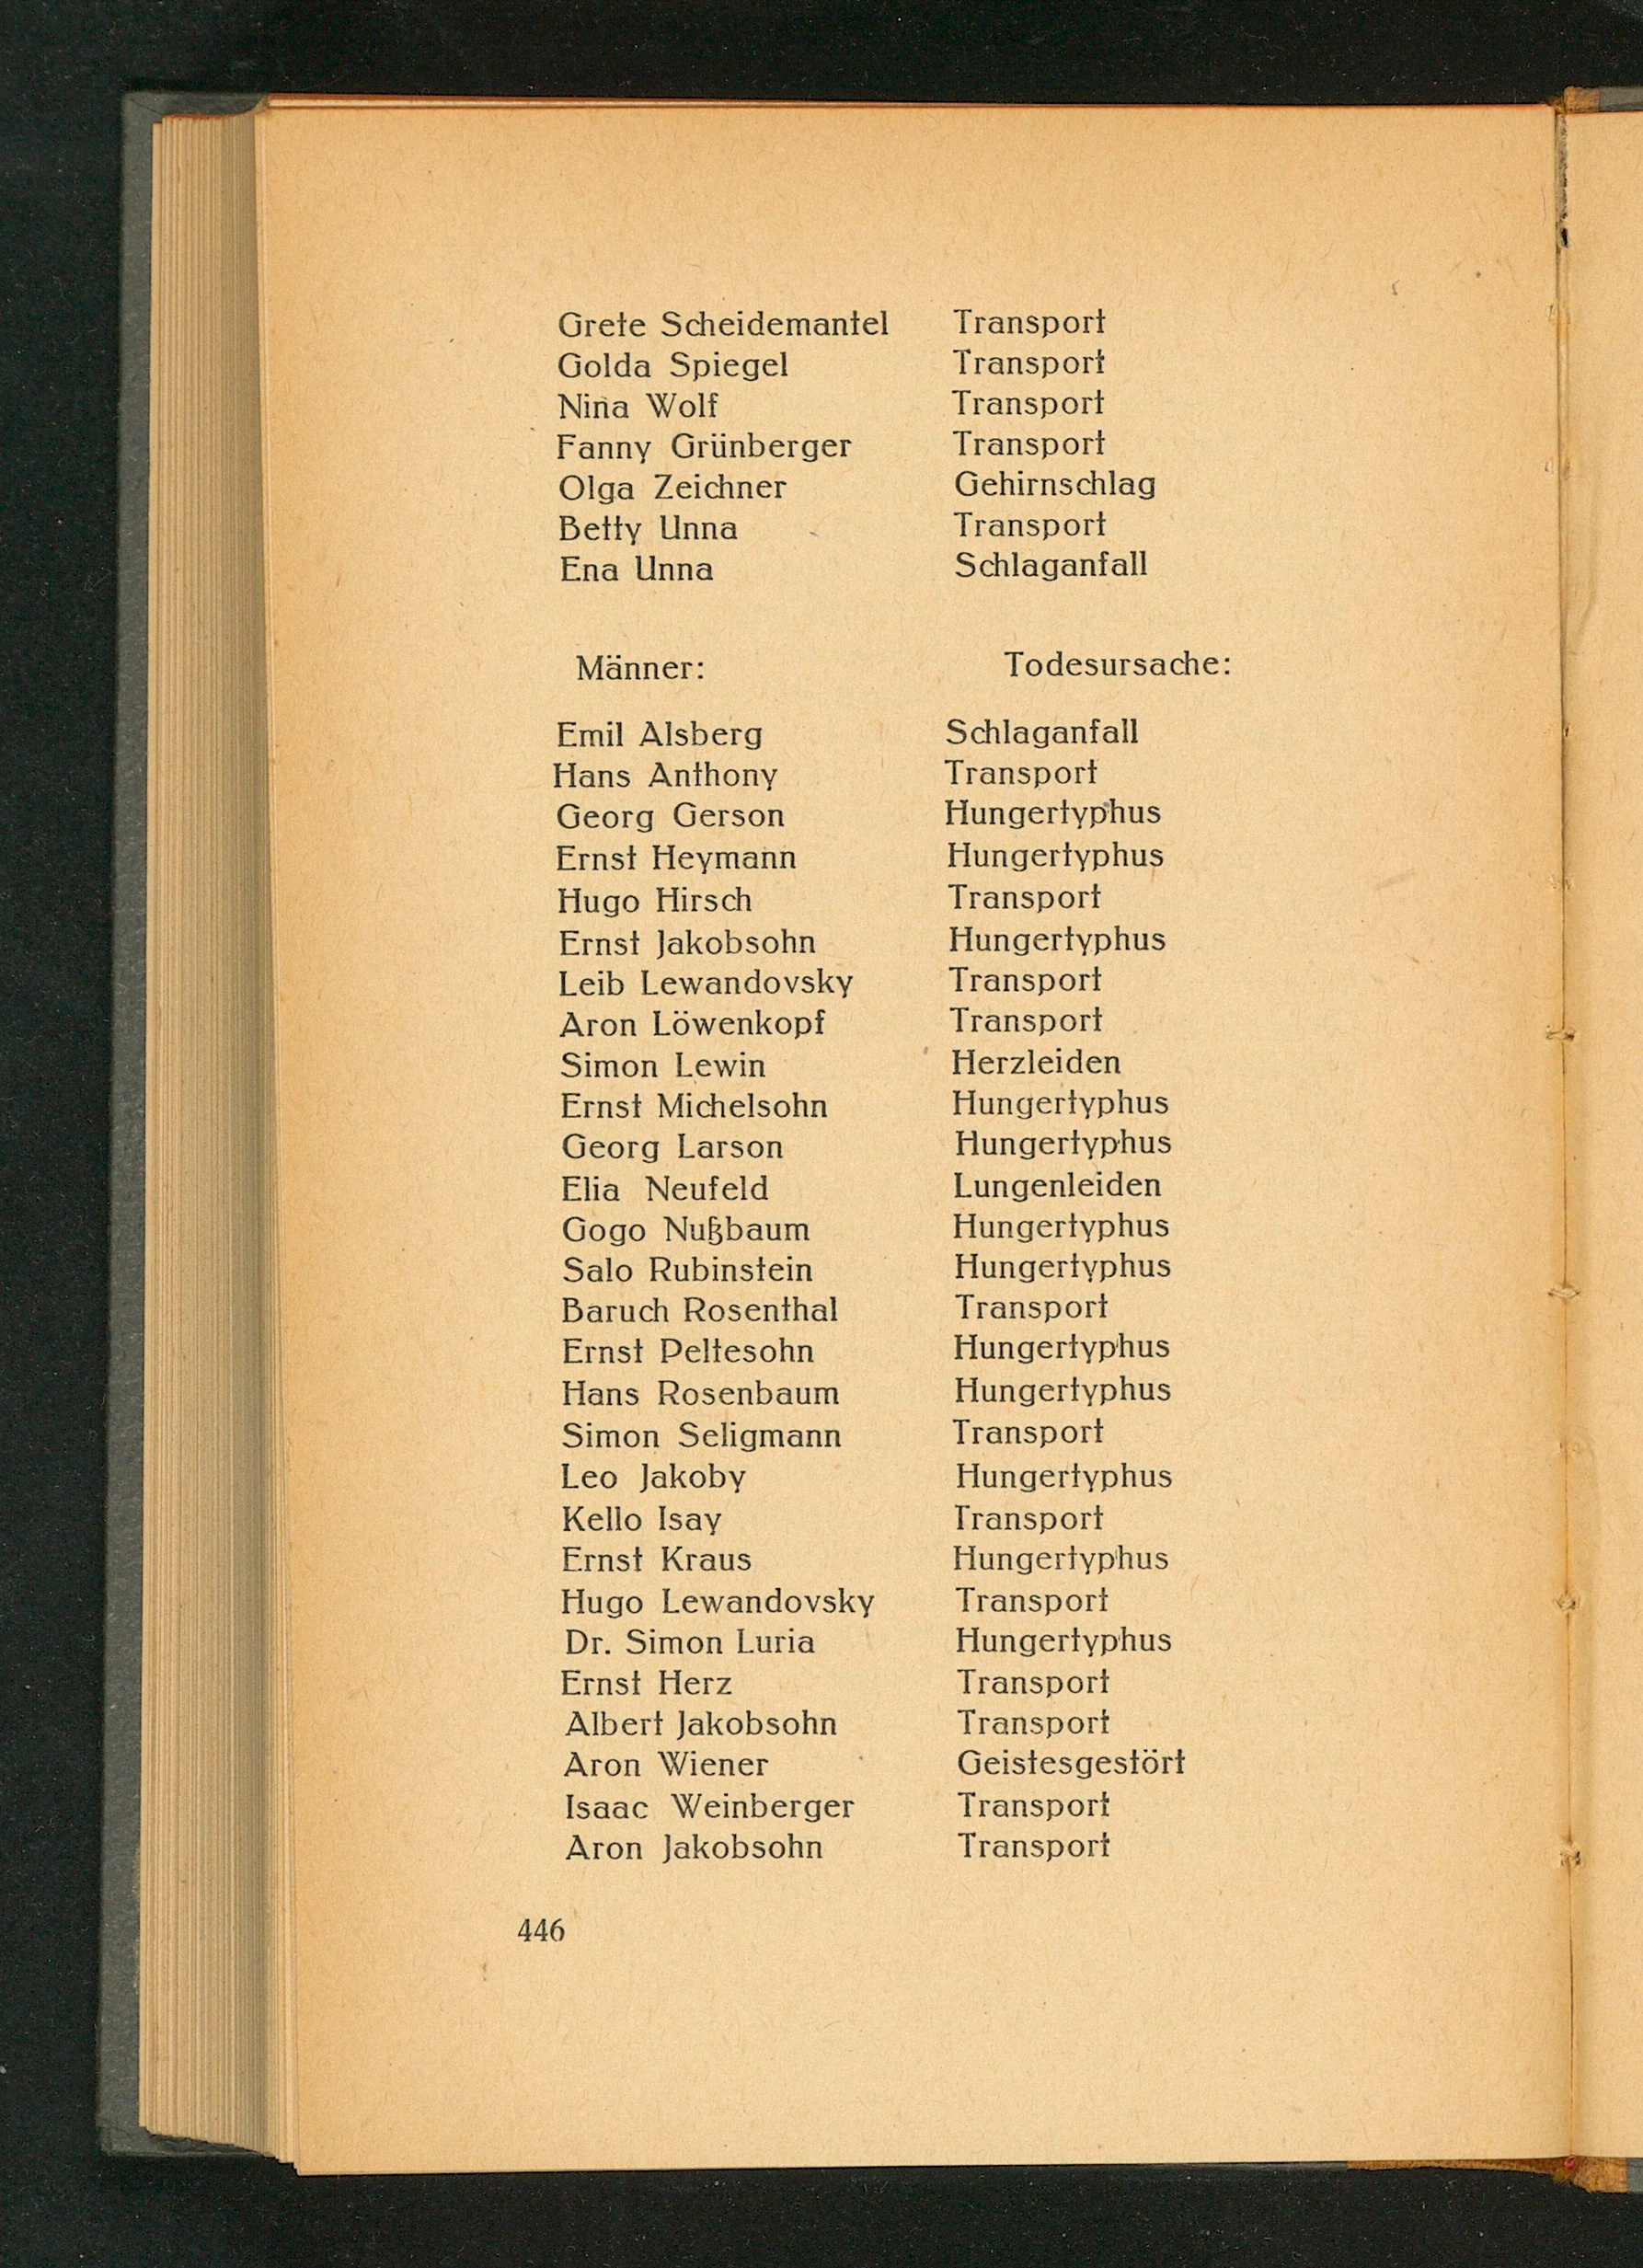 Grete Scheidemantel Transport
Golda Spiegel Transport
Nina Wolf Transport
Fanny Grünberger Transport
Olga Zeichner Gehirnschlag
Betty Unna Transport
Ena Unna Schlaganfall
Männer: Todesursache:
Emil Alsberg Schlaganfall
Hans Anthony Transport
Georg Gerson Hungertyphus
Ernst Heymann Hungertyphus
Hugo Hirsch Transport
Ernst Jakobsohn Hungertyphus
Leib Lewandovsky Transport
Aron Löwenkopf Transport
Simon Lewin Herzleiden
Ernst Michelsohn Hungertyphus
Georg Larson Hungertyphus
Elia Neufeld Lungenleiden
Gogo Nußbaum Hungertyphus
Salo Rubinstein Hungertyphus
Baruch Rosenthal Transport
Ernst Peltesohn Hungertyphus
Hans Rosenbaum Hungertyphus
Simon Seligmann Transport
Leo Jakoby Hungertyphus
Kello Isay Transport
Ernst Kraus Hungertyphus
Hugo Lewandovsky Transport
Dr. Simon Luria Hungertyphus
Ernst Herz Transport
Albert Jakobsohn Transport
Aron Wiener Geistesgestört
Isaac Weinberger Transport
Aron Jakobsohn Transport
446